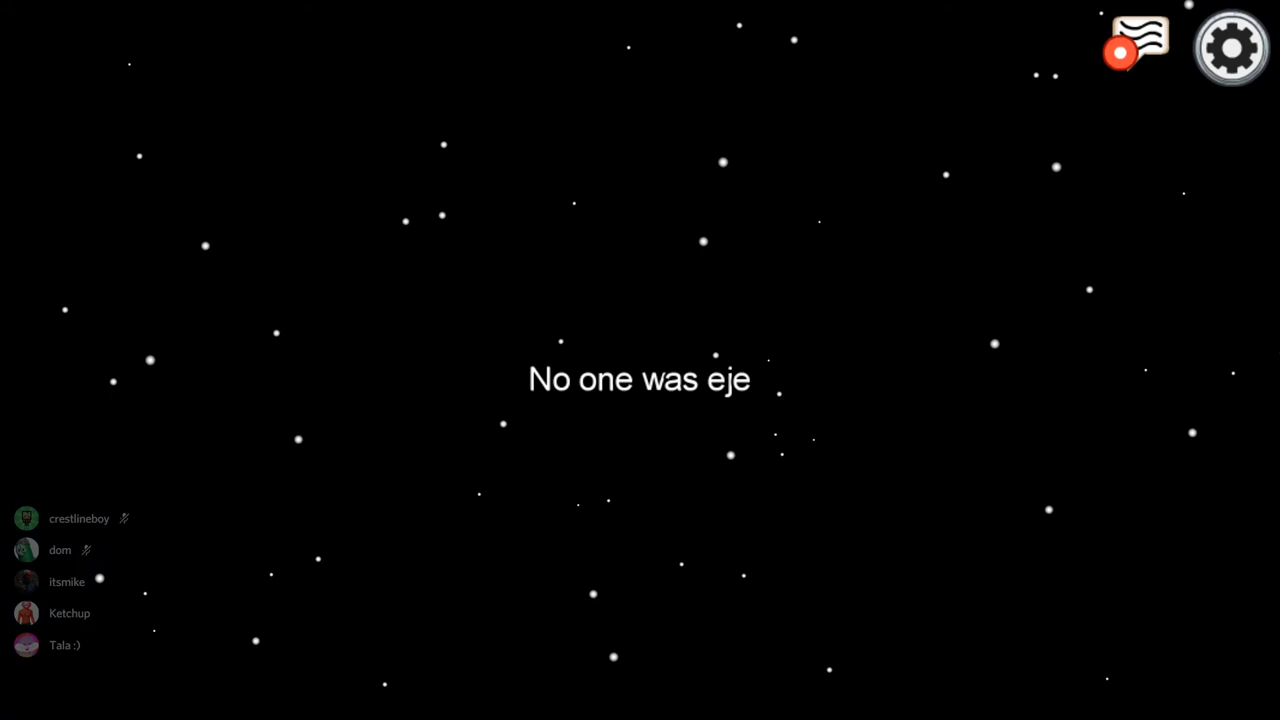 No one was eje
crestlineboy
dom
itsmike
Ketchup
Tala :)